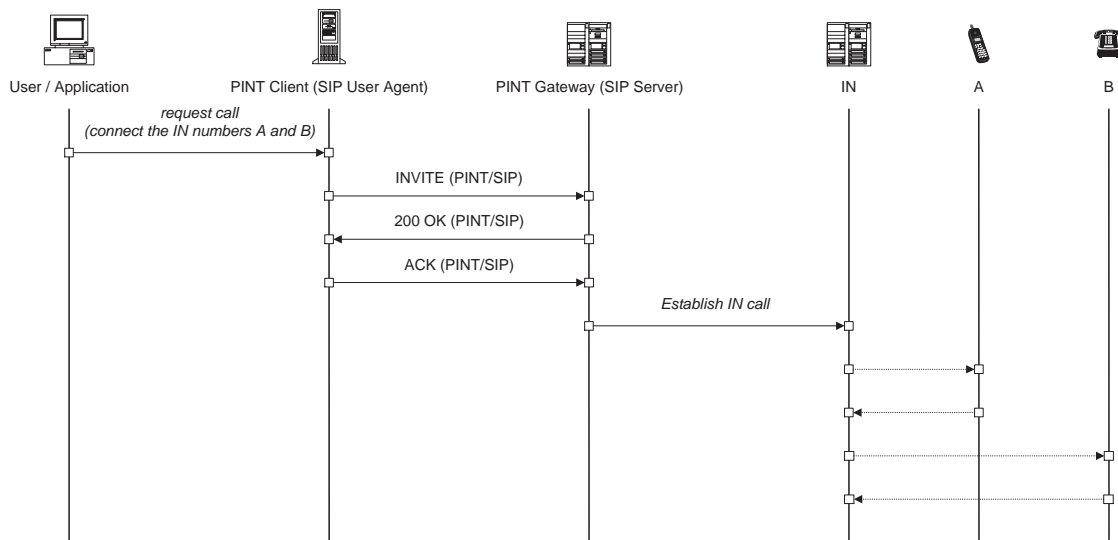 User / Application
PINT Client (SIP User Agent)
PINT Gateway (SIP Server)
IN
A
B
request call
(connect the IN numbers A and B)
INVITE (PINT/SIP)
200 OK (PINT/SIP)
ACK (PINT/SIP)
Establish IN call